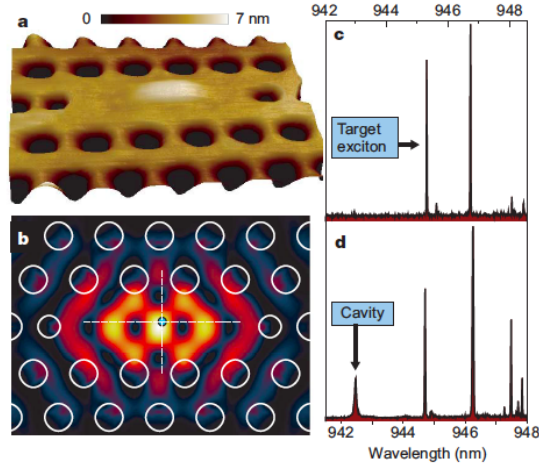 a
0
7 nm
942
944
946
948
c
Target
exciton
b
d
Cavity
942
944
946
948
Wavelength (nm)